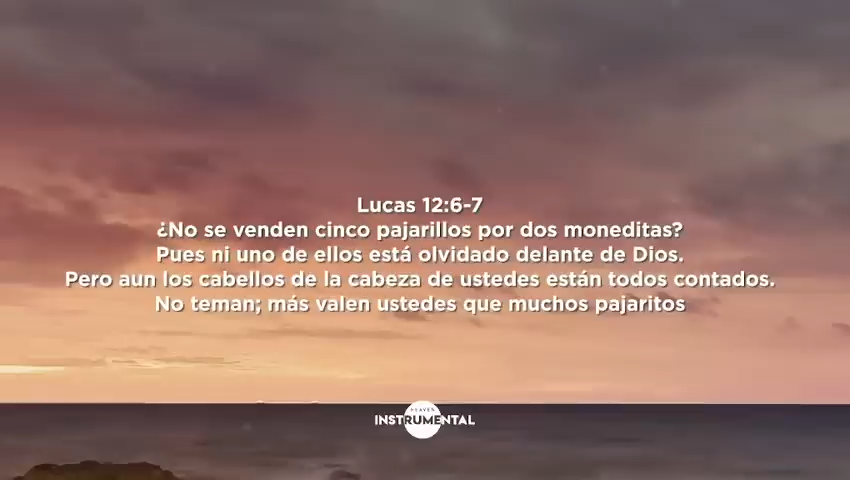 Lucas 12:6-7
¿No se venden cinco pajarillos por dos moneditas?
Pues ni uno de ellos está olvidado delante de Dios.
Pero aun los cabellos de la cabeza de ustedes están todos contados.
No teman; más valen ustedes que muchos pajaritos
HEAVEN
INSTRUMENTAL